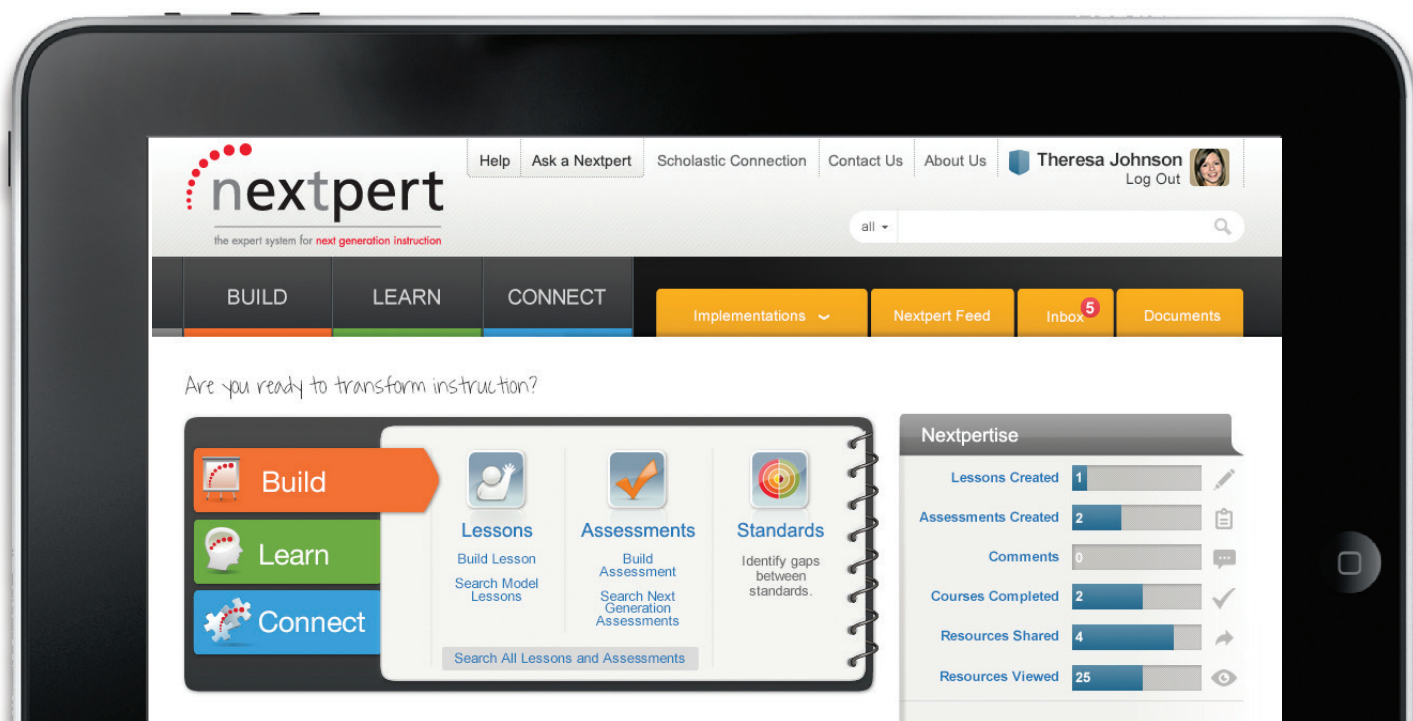 nextpert
the expert system for next generation instruction
Help Ask a Nextpert Scholastic Connection Contact Us About Us Theresa Johnson
Log Out
all
BUILD LEARN CONNECT
Implementations Nextpert Feed Inbox 5 Documents
Are you ready to transform instruction?
Build
Learn
Connect
Lessons
Build Lesson
Search Model
Lessons
Assessments
Build
Assessment
Search Next
Generation
Assessments
Standards
Identify gaps
between
standards.
Search All Lessons and Assessments
Nextpertise
Lessons Created 1
Assessments Created 2
Comments 0
Courses Completed 2
Resources Shared 4
Resources Viewed 25